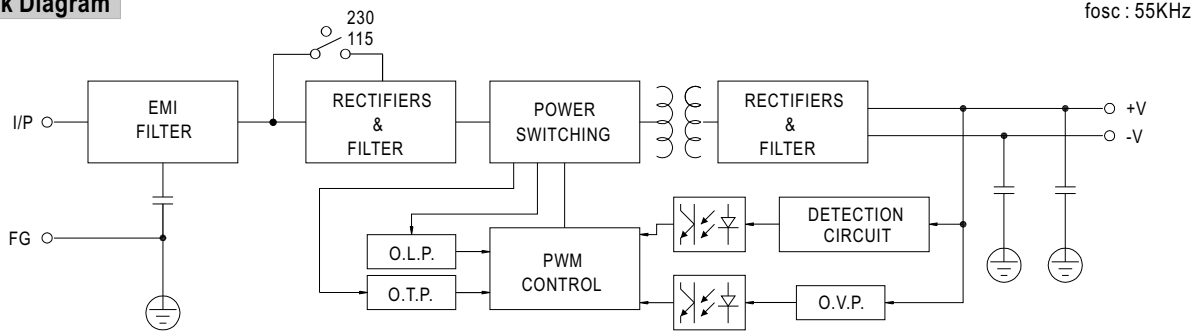 k Diagram
fosc : 55KHz
230
115
I/P
EMI
FILTER
RECTIFIERS
&
FILTER
POWER
SWITCHING
RECTIFIERS
&
FILTER
+V
-V
FG
O.L.P.
O.T.P.
PWM
CONTROL
DETECTION
CIRCUIT
O.V.P.